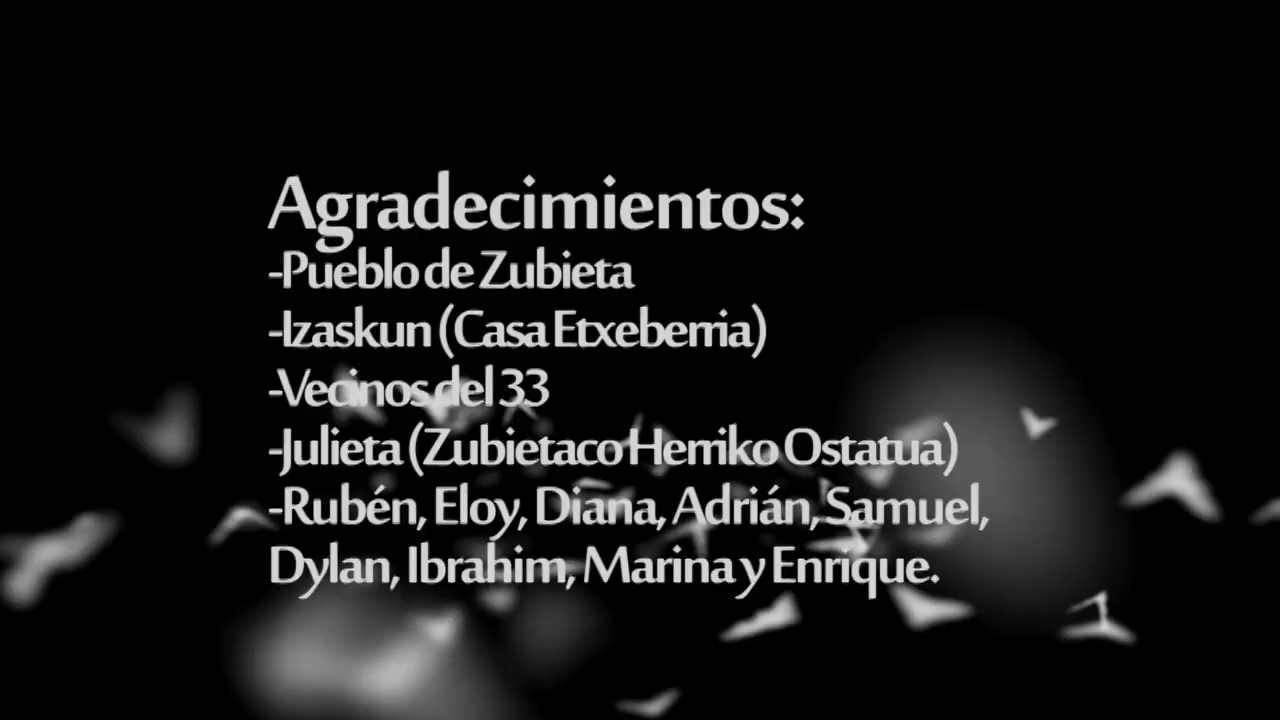 Agradecimientos:
-Pueblo de Zubieta
-Izaskun (Casa Etxeberria)
-Vecinos del 33
-Julieta (Zubietaco Herriko Ostatua)
-Rubén, Eloy, Diana, Adrián, Samuel,
Dylan, Ibrahim, Marina y Enrique.